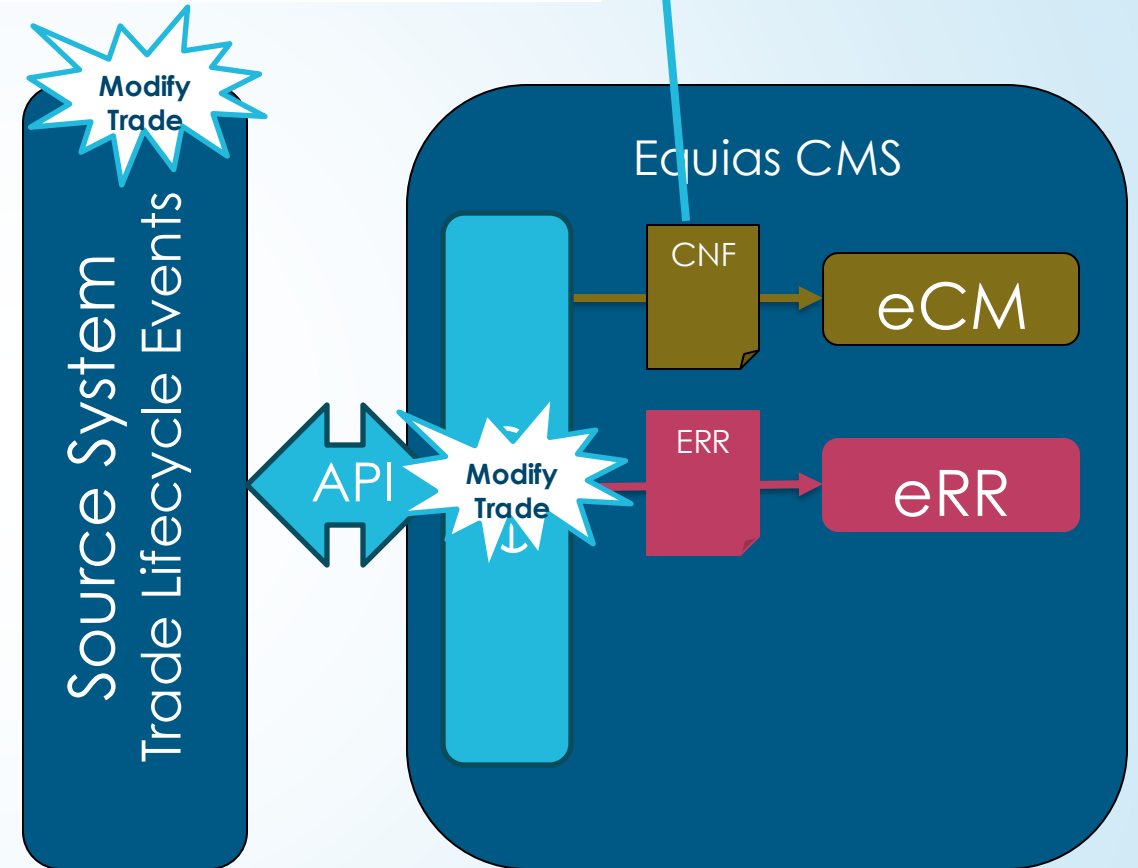 Modify
Trade
Source System
Trade Lifecycle Events
API
Equias CMS
Modify
Trade
CNF
eCM
ERR
eRR